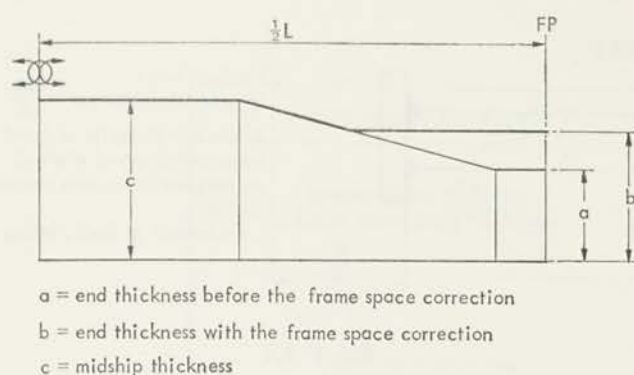 ½L
FP
c
a
b
a = end thickness before the frame space correction
b = end thickness with the frame space correction
c = midship thickness